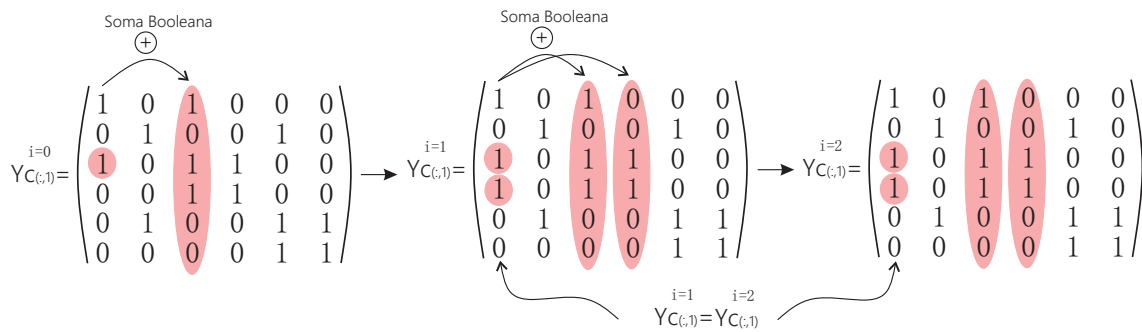 Soma Booleana
+
i=0
YC(:,1)=
1 0 1 0 0 0
0 1 0 0 1 0
1 0 1 1 0 0
0 0 1 1 0 0
0 1 0 0 1 1
0 0 0 0 1 1
Soma Booleana
+
i=1
YC(:,1)=
1 0 1 0 0 0
0 1 0 0 1 0
1 0 1 1 0 0
1 0 1 1 0 0
0 1 0 0 1 1
0 0 0 0 1 1
i=2
YC(:,1)=
1 0 1 0 0 0
0 1 0 0 1 0
1 0 1 1 0 0
1 0 1 1 0 0
0 1 0 0 1 1
0 0 0 0 1 1
i=1 i=2
YC(:,1)=YC(:,1)